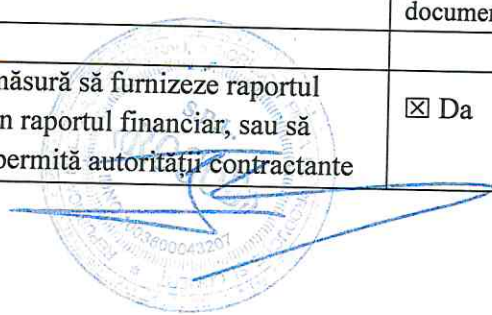 documen
măsură să furnizeze raportul
n raportul financiar, sau să
permită autorității contractante
☒ Da